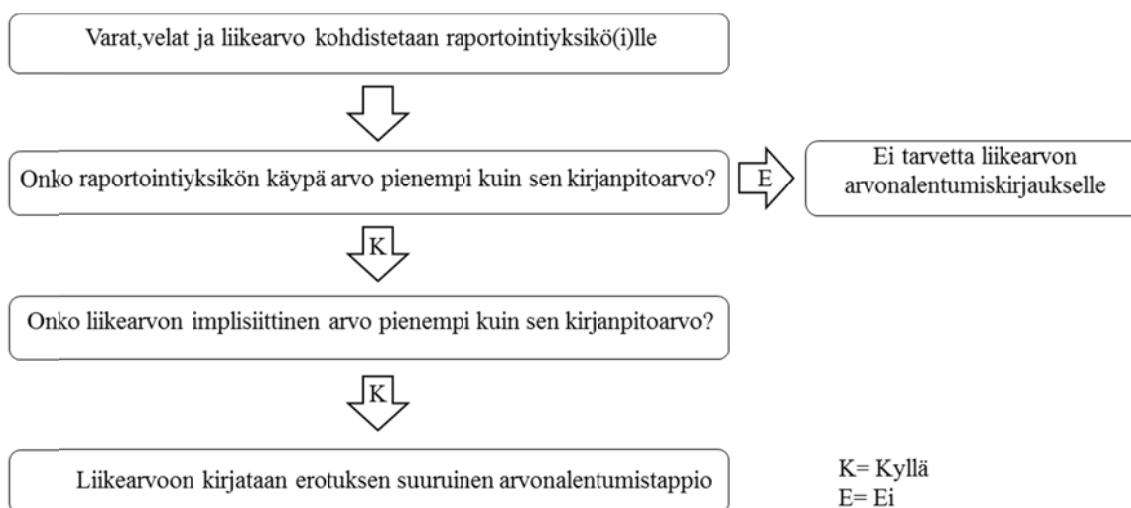 Varat,velat ja liikearvo kohdistetaan raportointiyksikö(i)lle
Onko raportointiyksikön käypä arvo pienempi kuin sen kirjanpitoarvo?
E
Ei tarvetta liikearvon
arvonalentumiskirjaukselle
K
Onko liikearvon implisiittinen arvo pienempi kuin sen kirjanpitoarvo?
K
Liikearvoon kirjataan erotuksen suuruinen arvonalentumistappio
K= Kyllä
E= Ei